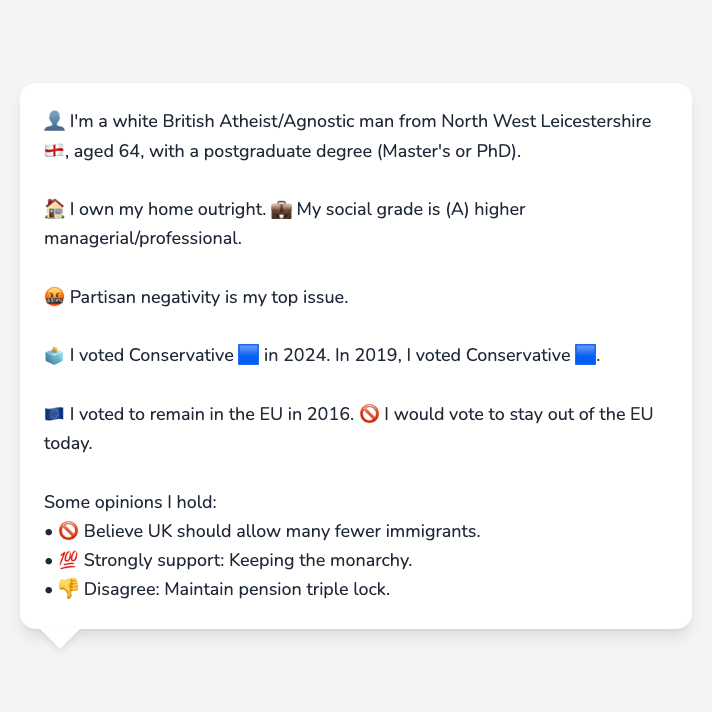 👤 I'm a white British Atheist/Agnostic man from North West Leicestershire
🏴󠁧󠁢󠁥󠁮󠁧󠁿, aged 64, with a postgraduate degree (Master's or PhD).
🏠 I own my home outright. 💼 My social grade is (A) higher
managerial/professional.
🤬 Partisan negativity is my top issue.
🗳️ I voted Conservative 🟦 in 2024. In 2019, I voted Conservative 🟦.
🇪🇺 I voted to remain in the EU in 2016. 🚫 I would vote to stay out of the EU
today.
Some opinions I hold:
• 🚫 Believe UK should allow many fewer immigrants.
• 💯 Strongly support: Keeping the monarchy.
• 👎 Disagree: Maintain pension triple lock.